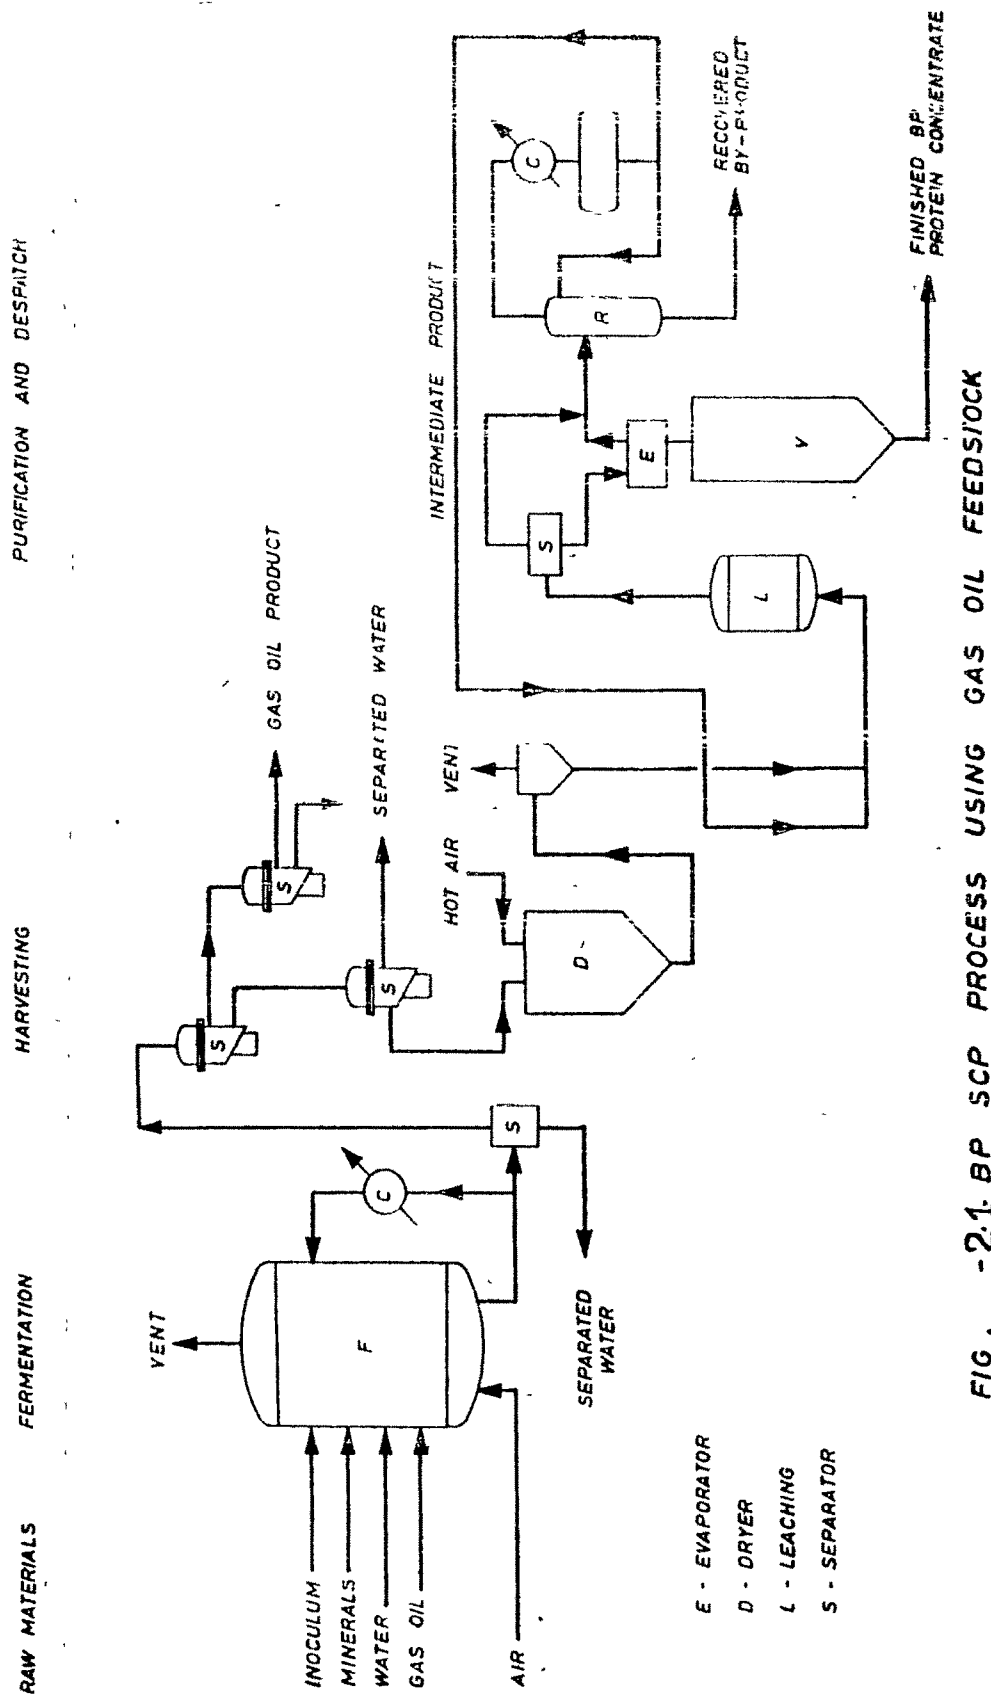 RAW MATERIALS
FERMENTATION
HARVESTING
PURIFICATION AND DESPATCH
INOCULUM
MINERALS
WATER
GAS OIL
AIR
VENT
F
C
S
SEPARATED
WATER
S
S
GAS OIL PRODUCT
S
SEPARATED WATER
HOT AIR
D
VENT
INTERMEDIATE PRODUCT
L
S
E
V
R
C
RECOVERED
BY-PRODUCT
FINISHED BP
PROTEIN CONCENTRATE
E - EVAPORATOR
D - DRYER
L - LEACHING
S - SEPARATOR
FIG. -2.1. BP SCP PROCESS USING GAS OIL FEEDSTOCK